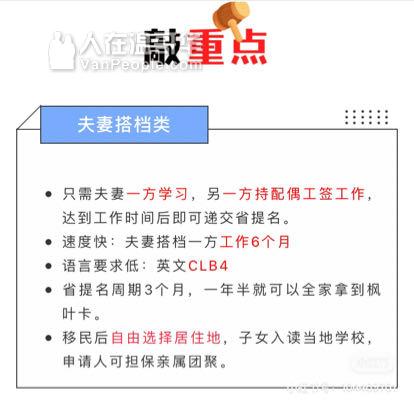 敲重点
人在温
VanPeople.com
夫妻搭档类
只需夫妻一方学习，另一方持配偶工签工作，
达到工作时间后即可递交省提名。
速度快：夫妻搭档一方工作6个月
语言要求低：英文CLB4
省提名周期3个月，一年半就可以全家拿到枫
叶卡。
移民后自由选择居住地，子女入读当地学校，
申请人可担保亲属团聚。
小红书